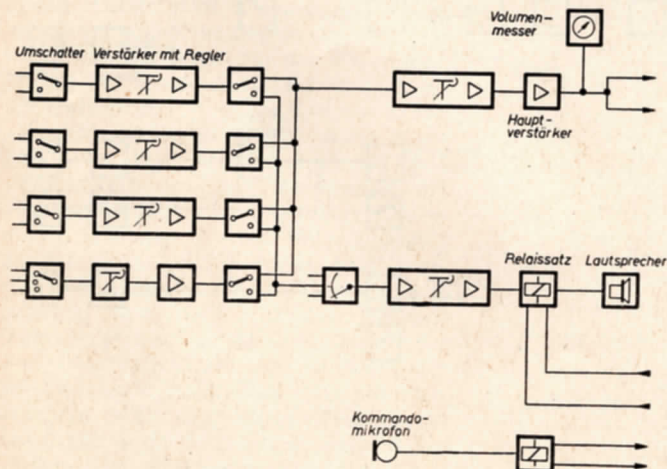 Volumen-
messer
Umschalter Verstärker mit Regler
Haupt-
verstärker
Relaissatz Lautsprecher
Kommando-
mikrofon